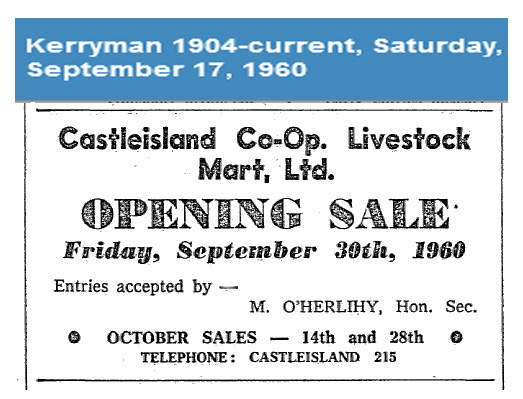 Kerryman 1904-current, Saturday,
September 17, 1960
Castleisland Co-Op. Livestock
Mart, Ltd.
OPENING SALE
Friday, September 30th, 1960
Entries accepted by —
M. O'HERLIHY, Hon. Sec.
OCTOBER SALES — 14th and 28th
TELEPHONE: CASTLEISLAND 215